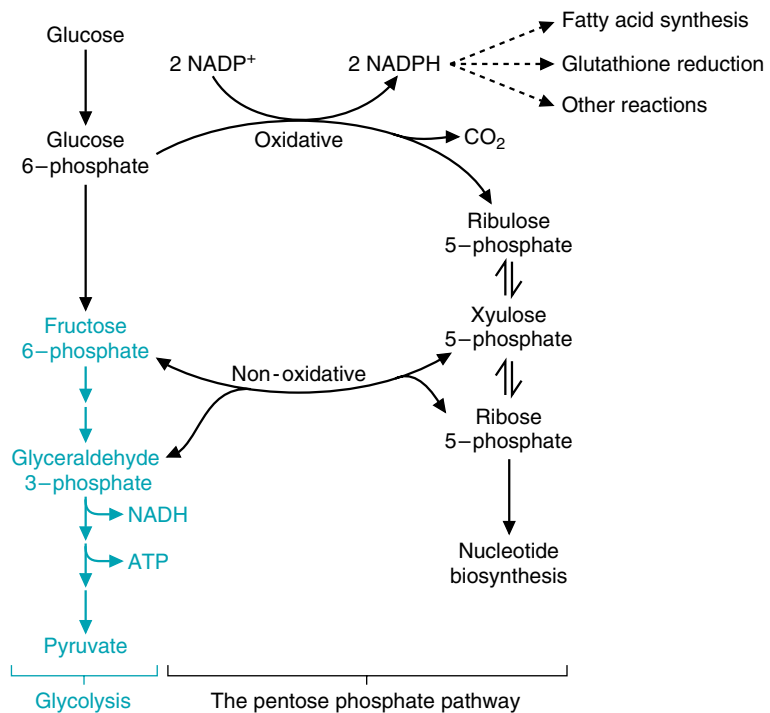 Glucose
2 NADP+
2 NADPH
Fatty acid synthesis
Glutathione reduction
Other reactions
Glucose
6–phosphate
Oxidative
CO2
Ribulose
5–phosphate
Fructose
6–phosphate
Xyulose
5–phosphate
Non-oxidative
Ribose
5–phosphate
Glyceraldehyde
3–phosphate
NADH
ATP
Nucleotide
biosynthesis
Pyruvate
Glycolysis
The pentose phosphate pathway